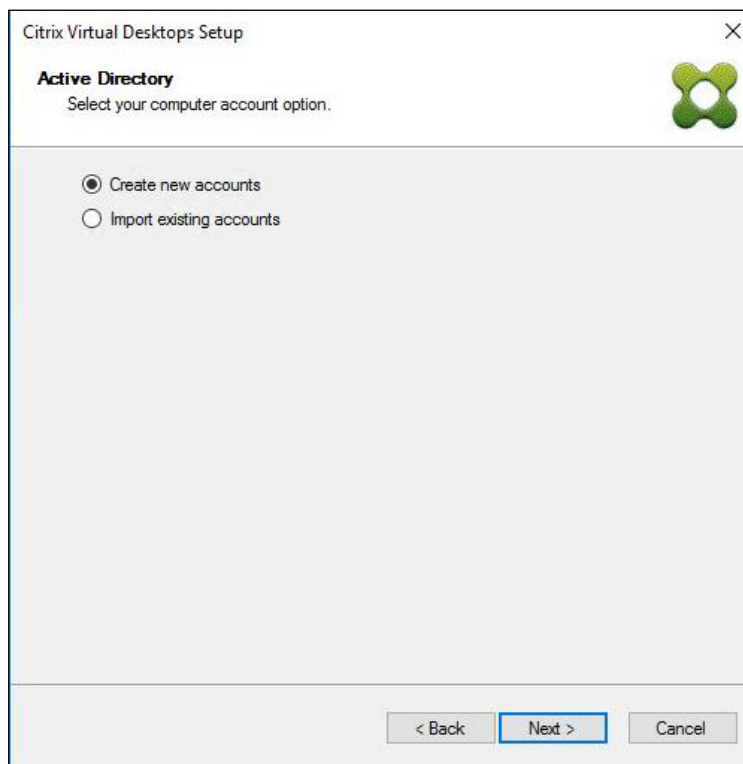 Citrix Virtual Desktops Setup
Active Directory
Select your computer account option.
Create new accounts
Import existing accounts
< Back
Next >
Cancel